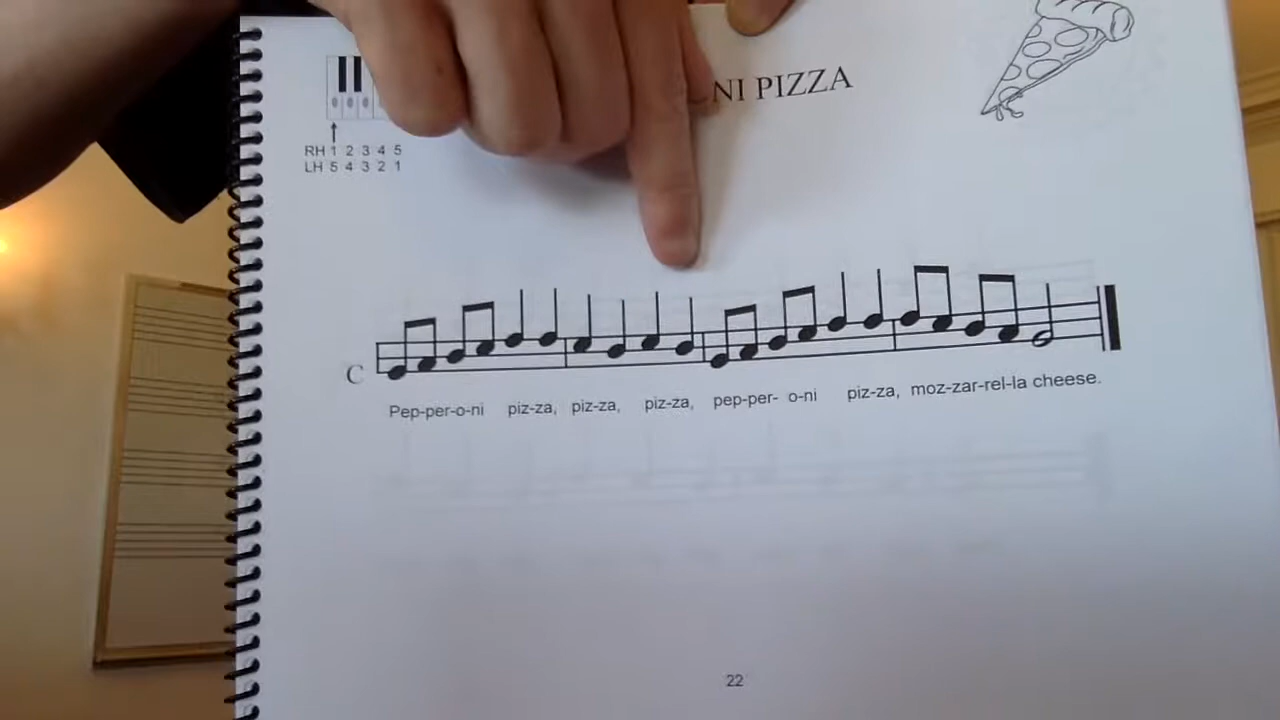 NI PIZZA
RH 1 2 3 4 5
LH 5 4 3 2 1
C
Pep-per-o-ni piz-za, piz-za, piz-za, pep-per- o-ni piz-za, moz-zar-rel-la cheese.
22